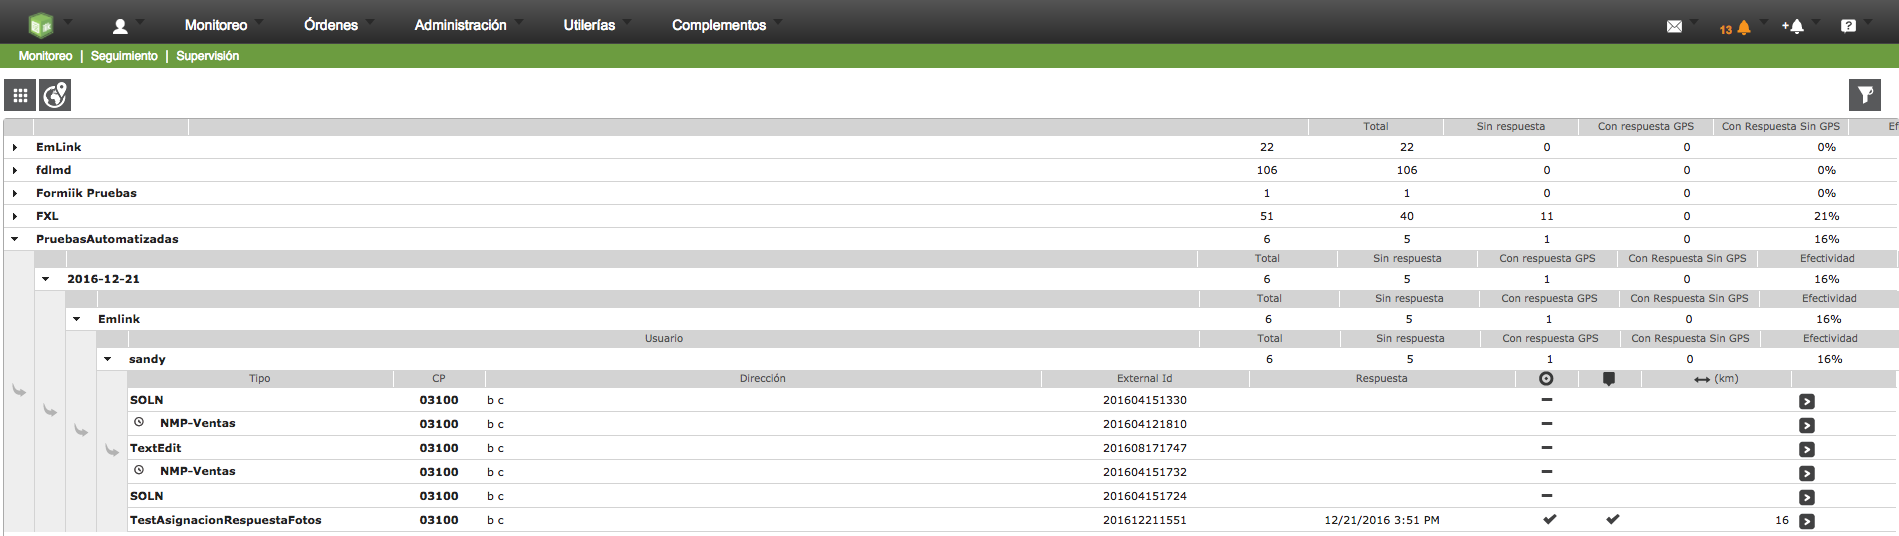 Monitoreo Órdenes Administración Utilerías Complementos 13 + ?
Monitoreo | Seguimiento | Supervisión
Total Sin respuesta Con respuesta GPS Con Respuesta Sin GPS Ef
EmLink 22 22 0 0 0%
fdlmd 106 106 0 0 0%
Formiik Pruebas 1 1 0 0 0%
FXL 51 40 11 0 21%
PruebasAutomatizadas 6 5 1 0 16%
Total Sin respuesta Con respuesta GPS Con Respuesta Sin GPS Efectividad
2016-12-21 6 5 1 0 16%
Total Sin respuesta Con respuesta GPS Con Respuesta Sin GPS Efectividad
Emlink 6 5 1 0 16%
Usuario Total Sin respuesta Con respuesta GPS Con Respuesta Sin GPS Efectividad
sandy 6 5 1 0 16%
Tipo CP Dirección External Id Respuesta (km)
SOLN 03100 b c 201604151330
NMP-Ventas 03100 b c 201604121810
TextEdit 03100 b c 201608171747
NMP-Ventas 03100 b c 201604151732
SOLN 03100 b c 201604151724
TestAsignacionRespuestaFotos 03100 b c 201612211551 12/21/2016 3:51 PM 16